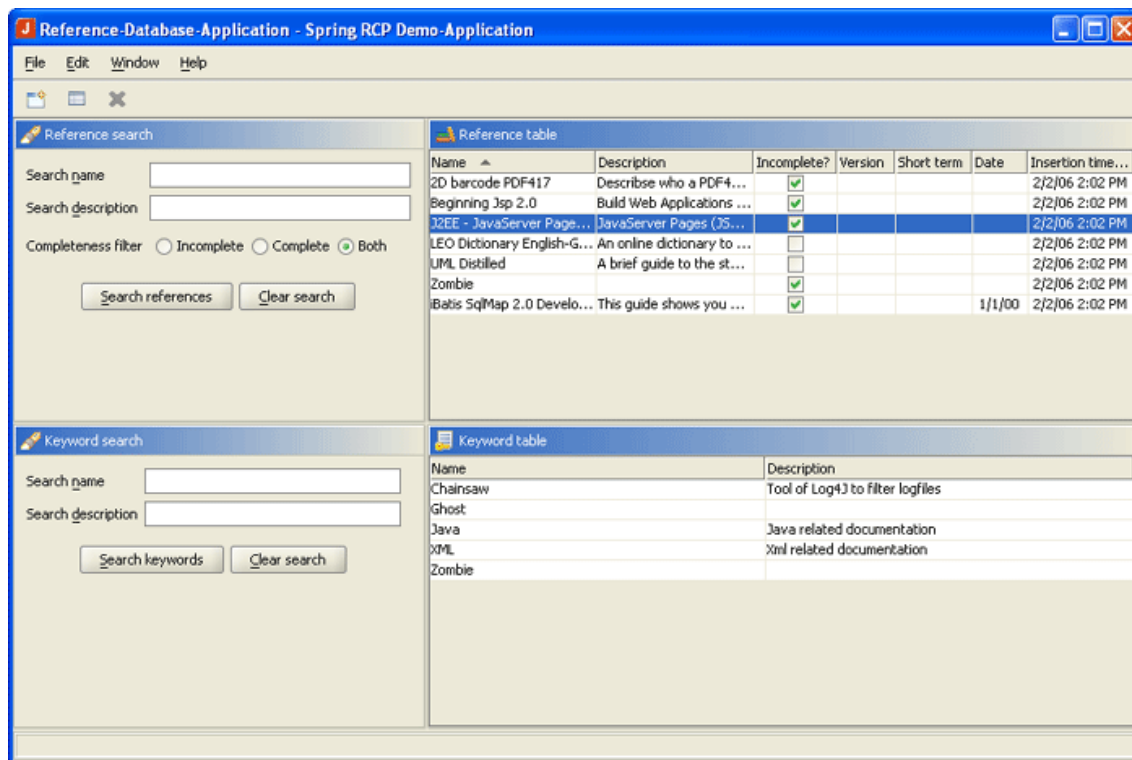 Reference-Database-Application - Spring RCP Demo-Application
File Edit Window Help
Reference search
Search name
Search description
Completeness filter Incomplete Complete Both
Search references Clear search
Reference table
Name Description Incomplete? Version Short term Date Insertion time...
2D barcode PDF417 Describse who a PDF4... 2/2/06 2:02 PM
Beginning Jsp 2.0 Build Web Applications ... 2/2/06 2:02 PM
J2EE - JavaServer Page... JavaServer Pages (JS... 2/2/06 2:02 PM
LEO Dictionary English-G... An online dictionary to ... 2/2/06 2:02 PM
UML Distilled A brief guide to the st... 2/2/06 2:02 PM
Zombie 2/2/06 2:02 PM
iBatis SqlMap 2.0 Develo... This guide shows you ... 1/1/00 2/2/06 2:02 PM
Keyword search
Search name
Search description
Search keywords Clear search
Keyword table
Name Description
Chainsaw Tool of Log4J to filter logfiles
Ghost
Java Java related documentation
XML Xml related documentation
Zombie